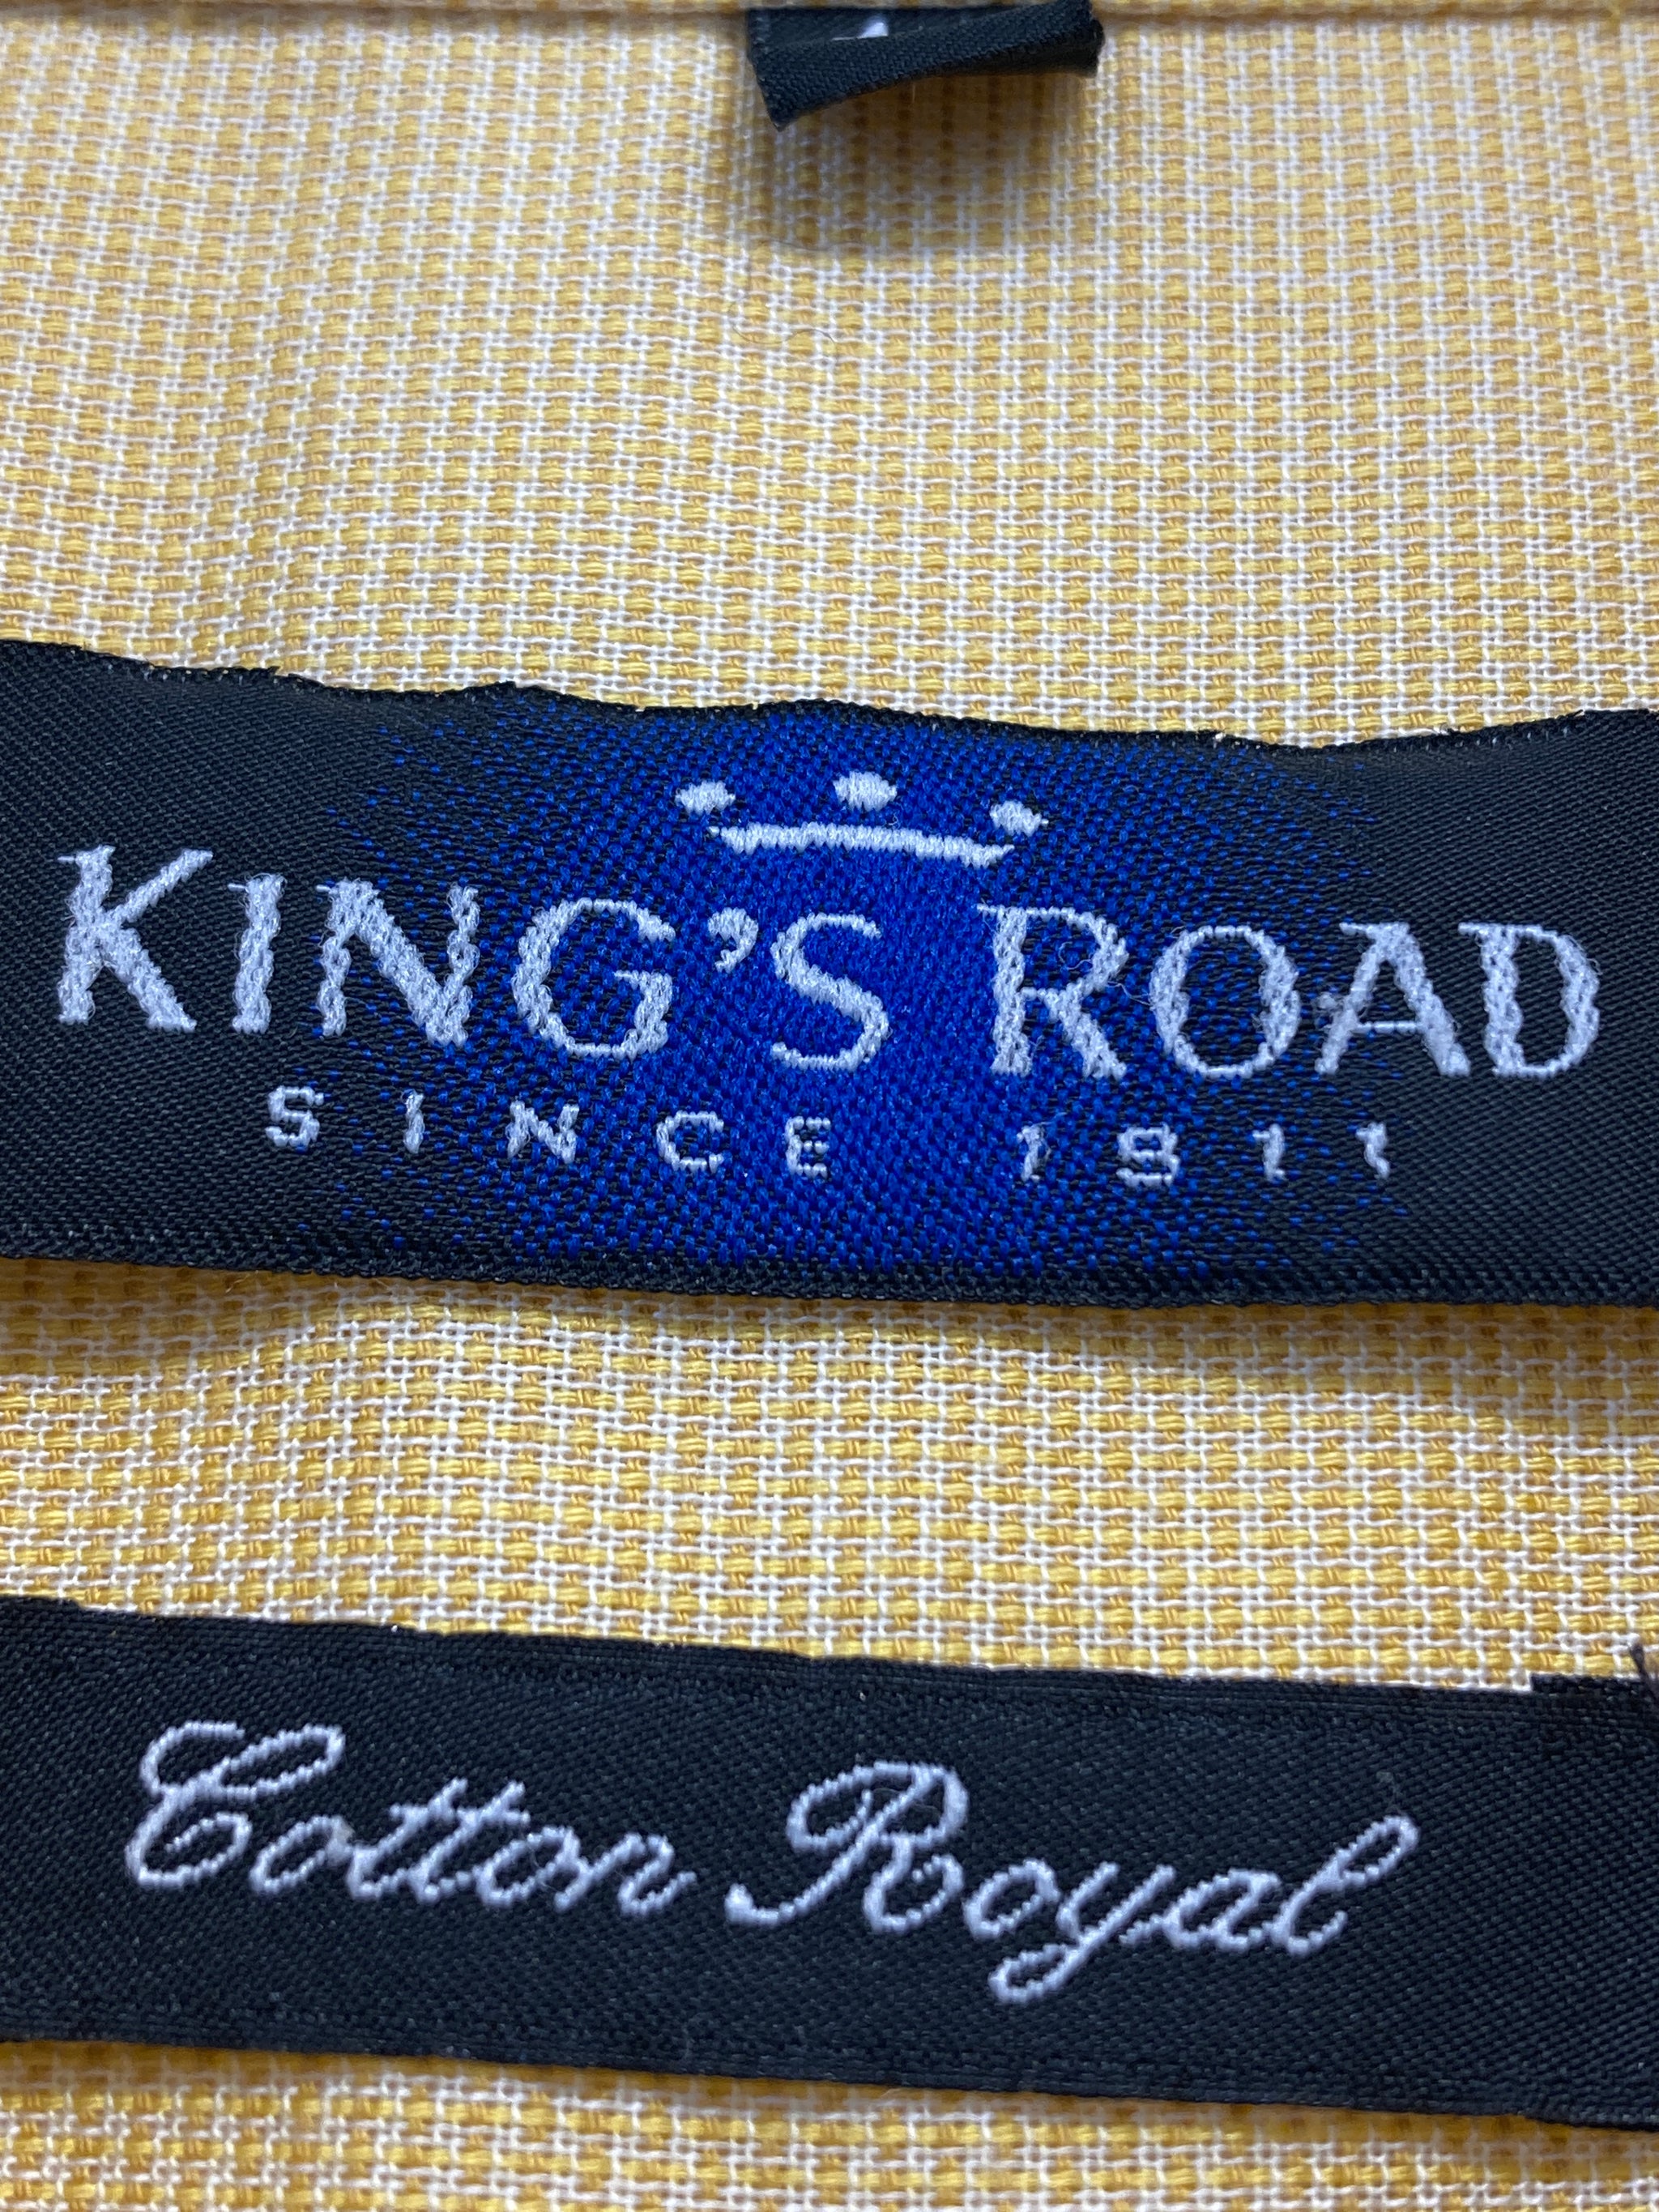 KING'S ROAD
SINCE 1911
Cotton Royal